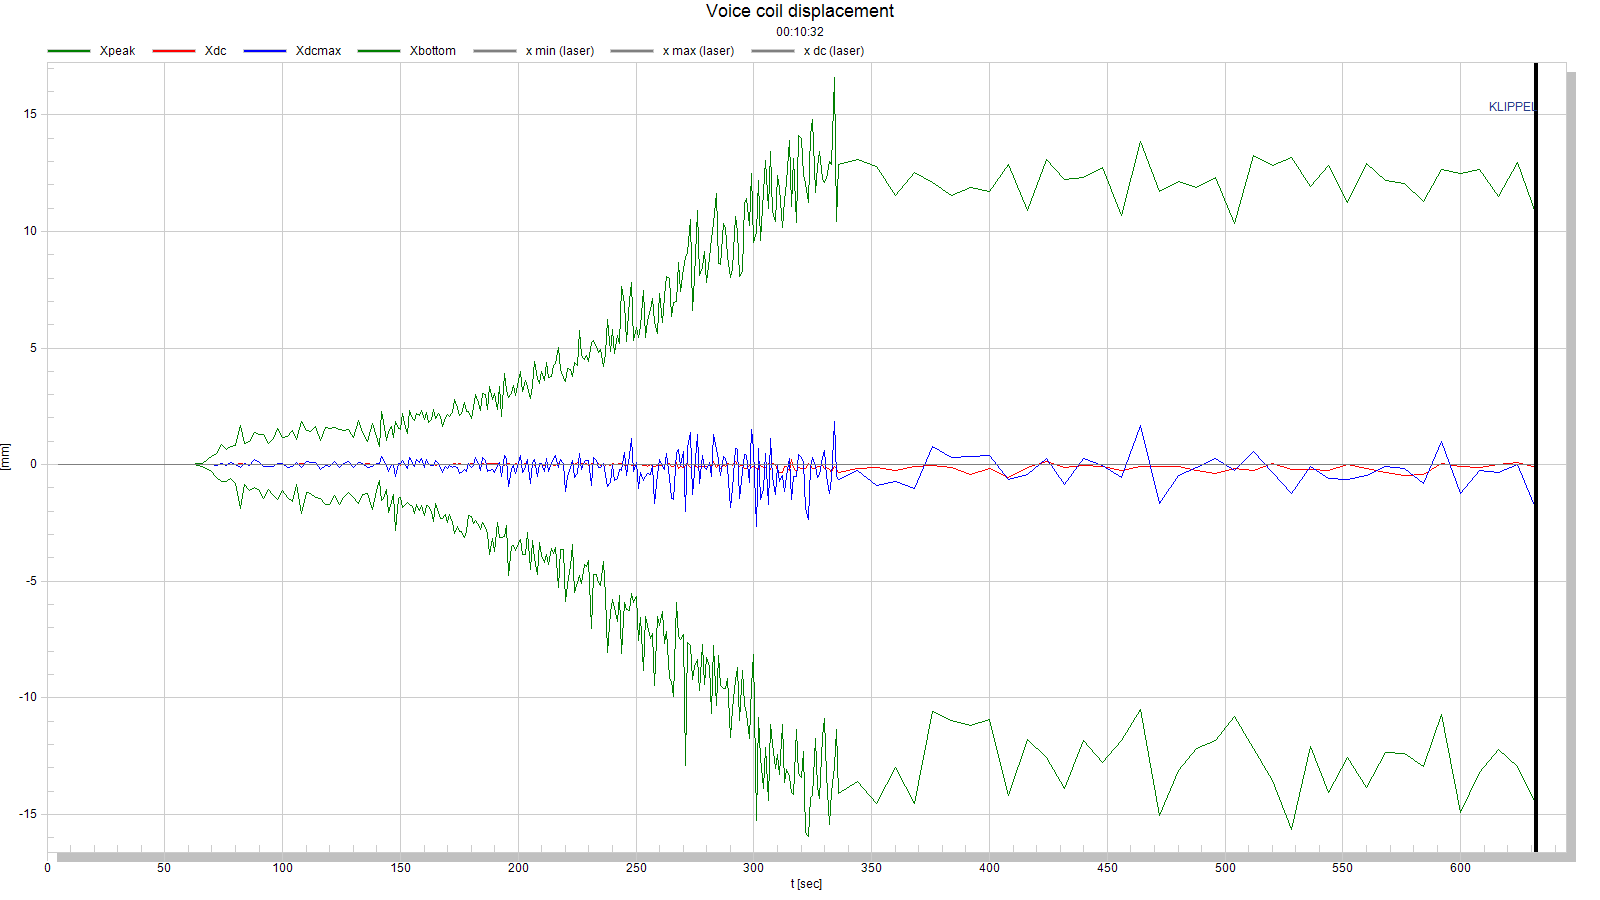 Voice coil displacement
00:10:32
Xpeak Xdc Xdcmax Xbottom x min (laser) x max (laser) x dc (laser)
KLIPPEL
15
10
5
0
-5
-10
-15
[mm]
0 50 100 150 200 250 300 350 400 450 500 550 600
t [sec]